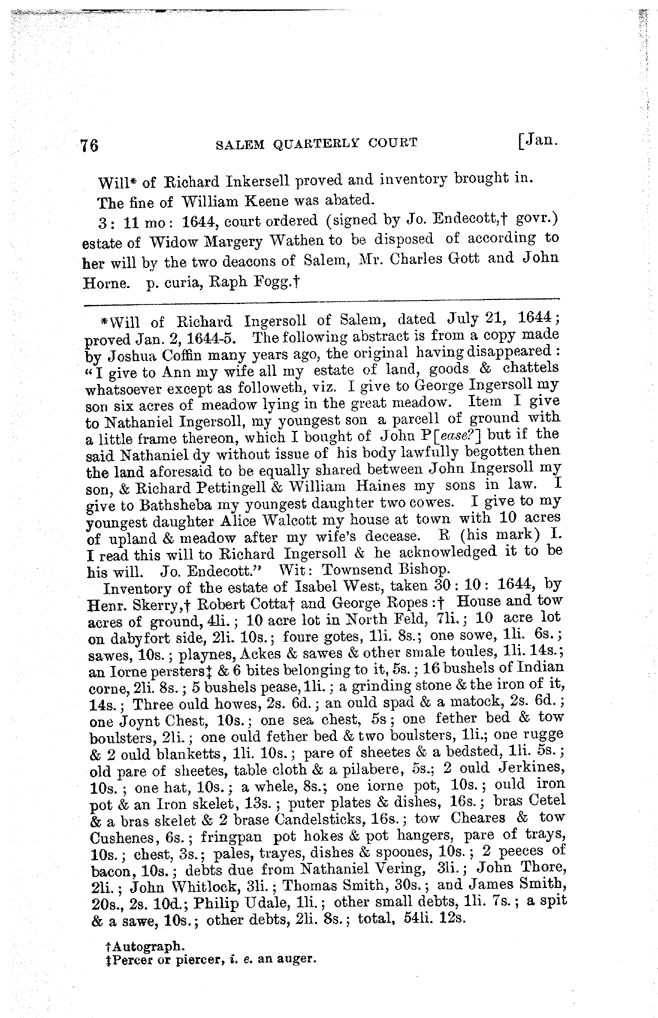 76 SALEM QUARTERLY COURT [Jan.
Will* of Richard Inkersell proved and inventory brought in.
The fine of William Keene was abated.
3: 11 mo: 1644, court ordered (signed by Jo. Endecott,† govr.)
estate of Widow Margery Wathen to be disposed of according to
her will by the two deacons of Salem, Mr. Charles Gott and John
Horne. p. curia, Raph Fogg.†
*Will of Richard Ingersoll of Salem, dated July 21, 1644;
proved Jan. 2, 1644-5. The following abstract is from a copy made
by Joshua Coffin many years ago, the original having disappeared:
"I give to Ann my wife all my estate of land, goods & chattels
whatsoever except as followeth, viz. I give to George Ingersoll my
son six acres of meadow lying in the great meadow. Item I give
to Nathaniel Ingersoll, my youngest son a parcell of ground with
a little frame thereon, which I bought of John P[ease?] but if the
said Nathaniel dy without issue of his body lawfully begotten then
the land aforesaid to be equally shared between John Ingersoll my
son, & Richard Pettingell & William Haines my sons in law. I
give to Bathsheba my youngest daughter two cowes. I give to my
youngest daughter Alice Walcott my house at town with 10 acres
of upland & meadow after my wife's decease. R (his mark) I.
I read this will to Richard Ingersoll & he acknowledged it to be
his will. Jo. Endecott." Wit: Townsend Bishop.
Inventory of the estate of Isabel West, taken 30: 10: 1644, by
Henr. Skerry,† Robert Cotta† and George Ropes:† House and tow
acres of ground, 4li.; 10 acre lot in North Feld, 7li.; 10 acre lot
on dabyfort side, 2li. 10s.; foure gotes, 1li. 8s.; one sowe, 1li. 6s.;
sawes, 10s.; playnes, Ackes & sawes & other smale toules, 1li. 14s.;
an Iorne persters‡ & 6 bites belonging to it, 5s.; 16 bushels of Indian
corne, 2li. 8s.; 5 bushels pease, 1li.; a grinding stone & the iron of it,
14s.; Three ould howes, 2s. 6d.; an ould spad & a matock, 2s. 6d.;
one Joynt Chest, 10s.; one sea chest, 5s; one fether bed & tow
boulsters, 2li.; one ould fether bed & two boulsters, 1li.; one rugge
& 2 ould blanketts, 1li. 10s.; pare of sheetes & a bedsted, 1li. 5s.;
old pare of sheetes, table cloth & a pilabere, 5s.; 2 ould Jerkines,
10s.; one hat, 10s.; a whele, 8s.; one iorne pot, 10s.; ould iron
pot & an Iron skelet, 13s.; puter plates & dishes, 16s.; bras Cetel
& a bras skelet & 2 brase Candelsticks, 16s.; tow Cheares & tow
Cushenes, 6s.; fringpan pot hokes & pot hangers, pare of trays,
10s.; chest, 3s.; pales, trayes, dishes & spoones, 10s.; 2 peeces of
bacon, 10s.; debts due from Nathaniel Vering, 3li.; John Thore,
2li.; John Whitlock, 3li.; Thomas Smith, 30s.; and James Smith,
20s., 2s. 10d.; Philip Udale, 1li.; other small debts, 1li. 7s.; a spit
& a sawe, 10s.; other debts, 2li. 8s.; total, 54li. 12s.
†Autograph.
‡Percer or piercer, i. e. an auger.